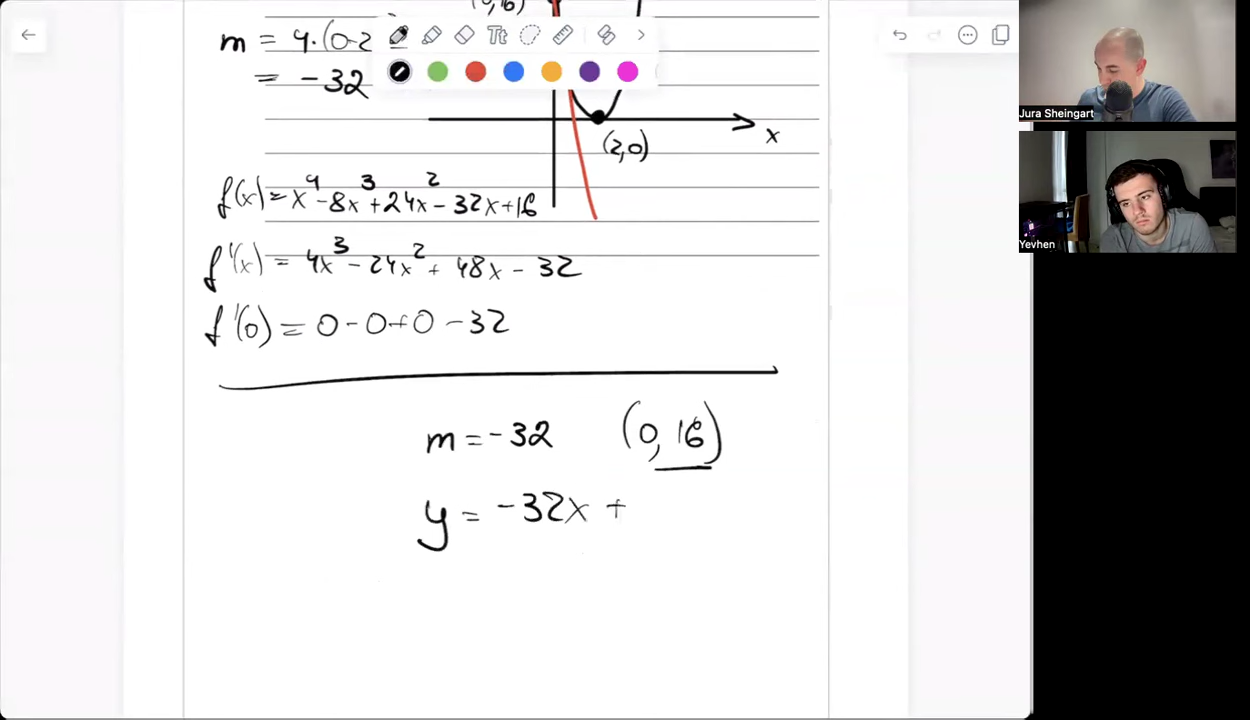 (0,16)
m = 4·(0-2
= -32
Tt
x
(2,0)
f(x) = x⁴ - 8x³ + 24x² - 32x + 16
f'(x) = 4x³ - 24x² + 48x - 32
f'(0) = 0 - 0 + 0 - 32
m = -32 (0, 16)
y = -32x +
Jura Sheingart
Yevhen